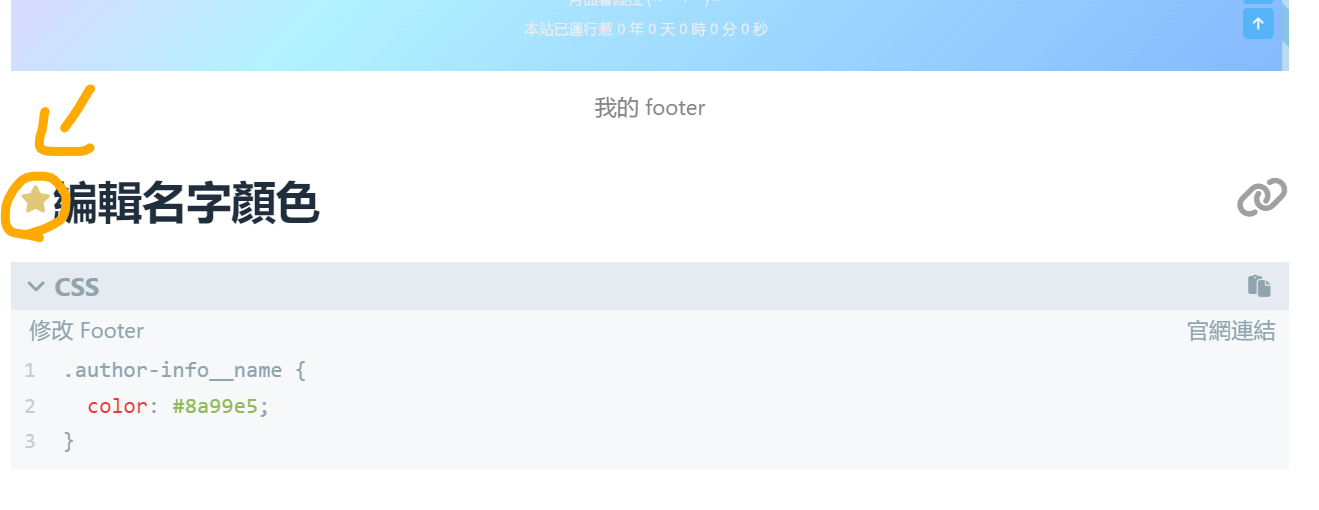 本站已運行惹 0 年 0 天 0 時 0 分 0 秒
我的 footer
編輯名字顏色
CSS
修改 Footer
官網連結
1 .author-info__name {
2 color: #8a99e5;
3 }